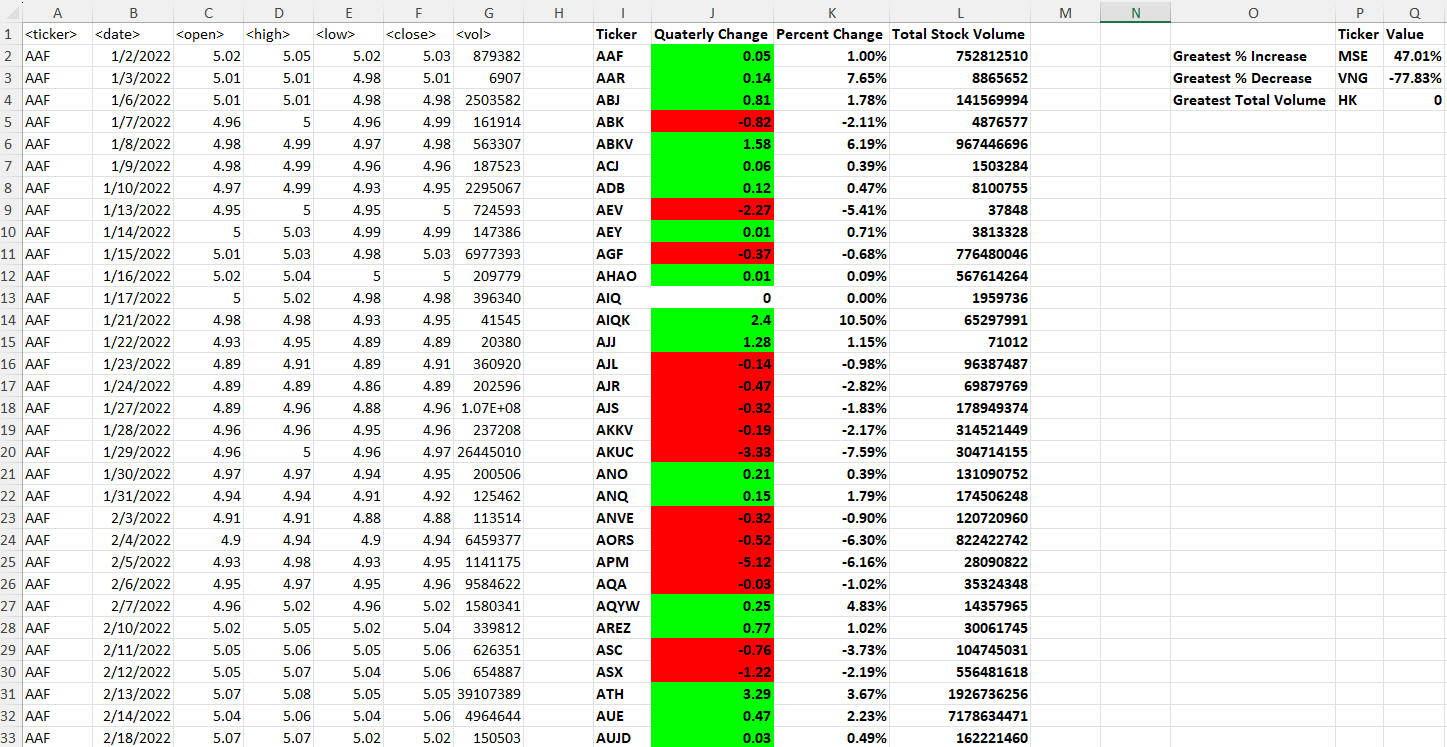 A B C D E F G H I J K L M N O P Q
1 <ticker> <date> <open> <high> <low> <close> <vol> Ticker Quaterly Change Percent Change Total Stock Volume Ticker Value
2 AAF 1/2/2022 5.02 5.05 5.02 5.03 879382 AAF 0.05 1.00% 752812510 Greatest % Increase MSE 47.01%
3 AAF 1/3/2022 5.01 5.01 4.98 5.01 6907 AAR 0.14 7.65% 8865652 Greatest % Decrease VNG -77.83%
4 AAF 1/6/2022 5.01 5.01 4.98 4.98 2503582 ABJ 0.81 1.78% 141569994 Greatest Total Volume HK 0
5 AAF 1/7/2022 4.96 5 4.96 4.99 161914 ABK -0.82 -2.11% 4876577
6 AAF 1/8/2022 4.98 4.99 4.97 4.98 563307 ABKV 1.58 6.19% 967446696
7 AAF 1/9/2022 4.98 4.99 4.96 4.96 187523 ACJ 0.06 0.39% 1503284
8 AAF 1/10/2022 4.97 4.99 4.93 4.95 2295067 ADB 0.12 0.47% 8100755
9 AAF 1/13/2022 4.95 5 4.95 5 724593 AEV -2.27 -5.41% 37848
10 AAF 1/14/2022 5 5.03 4.99 4.99 147386 AEY 0.01 0.71% 3813328
11 AAF 1/15/2022 5.01 5.03 4.98 5.03 6977393 AGF -0.37 -0.68% 776480046
12 AAF 1/16/2022 5.02 5.04 5 5 209779 AHAO 0.01 0.09% 567614264
13 AAF 1/17/2022 5 5.02 4.98 4.98 396340 AIQ 0 0.00% 1959736
14 AAF 1/21/2022 4.98 4.98 4.93 4.95 41545 AIQK 2.4 10.50% 65297991
15 AAF 1/22/2022 4.93 4.95 4.89 4.89 20380 AJJ 1.28 1.15% 71012
16 AAF 1/23/2022 4.89 4.91 4.89 4.91 360920 AJL -0.14 -0.98% 96387487
17 AAF 1/24/2022 4.89 4.89 4.86 4.89 202596 AJR -0.47 -2.82% 69879769
18 AAF 1/27/2022 4.89 4.96 4.88 4.96 1.07E+08 AJS -0.32 -1.83% 178949374
19 AAF 1/28/2022 4.96 4.96 4.95 4.96 237208 AKKV -0.19 -2.17% 314521449
20 AAF 1/29/2022 4.96 5 4.96 4.97 26445010 AKUC -3.33 -7.59% 304714155
21 AAF 1/30/2022 4.97 4.97 4.94 4.95 200506 ANO 0.21 0.39% 131090752
22 AAF 1/31/2022 4.94 4.94 4.91 4.92 125462 ANQ 0.15 1.79% 174506248
23 AAF 2/3/2022 4.91 4.91 4.88 4.88 113514 ANVE -0.32 -0.90% 120720960
24 AAF 2/4/2022 4.9 4.94 4.9 4.94 6459377 AORS -0.52 -6.30% 822422742
25 AAF 2/5/2022 4.93 4.98 4.93 4.95 1141175 APM -5.12 -6.16% 28090822
26 AAF 2/6/2022 4.95 4.97 4.95 4.96 9584622 AQA -0.03 -1.02% 35324348
27 AAF 2/7/2022 4.96 5.02 4.96 5.02 1580341 AQYW 0.25 4.83% 14357965
28 AAF 2/10/2022 5.02 5.05 5.02 5.04 339812 AREZ 0.77 1.02% 30061745
29 AAF 2/11/2022 5.05 5.06 5.05 5.06 626351 ASC -0.76 -3.73% 104745031
30 AAF 2/12/2022 5.05 5.07 5.04 5.06 654887 ASX -1.22 -2.19% 556481618
31 AAF 2/13/2022 5.07 5.08 5.05 5.05 39107389 ATH 3.29 3.67% 1926736256
32 AAF 2/14/2022 5.04 5.06 5.04 5.06 4964644 AUE 0.47 2.23% 7178634471
33 AAF 2/18/2022 5.07 5.07 5.02 5.02 150503 AUJD 0.03 0.49% 162221460